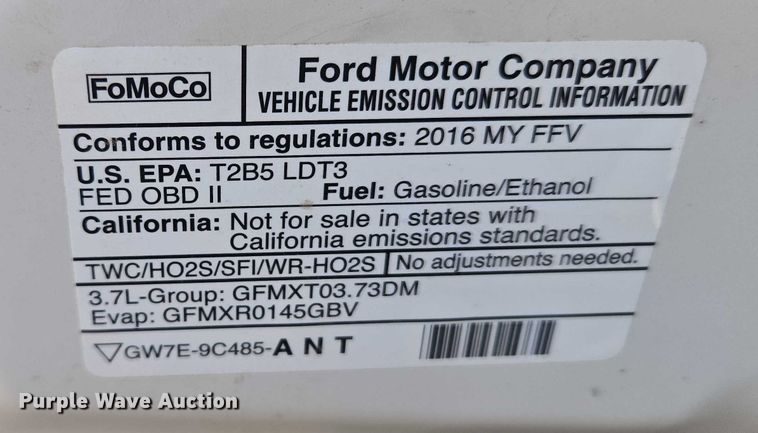 FoMoCo
Ford Motor Company
VEHICLE EMISSION CONTROL INFORMATION
Conforms to regulations: 2016 MY FFV
U.S. EPA: T2B5 LDT3
FED OBD II Fuel: Gasoline/Ethanol
California: Not for sale in states with
California emissions standards.
TWC/HO2S/SFI/WR-HO2S No adjustments needed.
3.7L-Group: GFMXT03.73DM
Evap: GFMXR0145GBV
▽GW7E-9C485-A N T
Purple Wave Auction